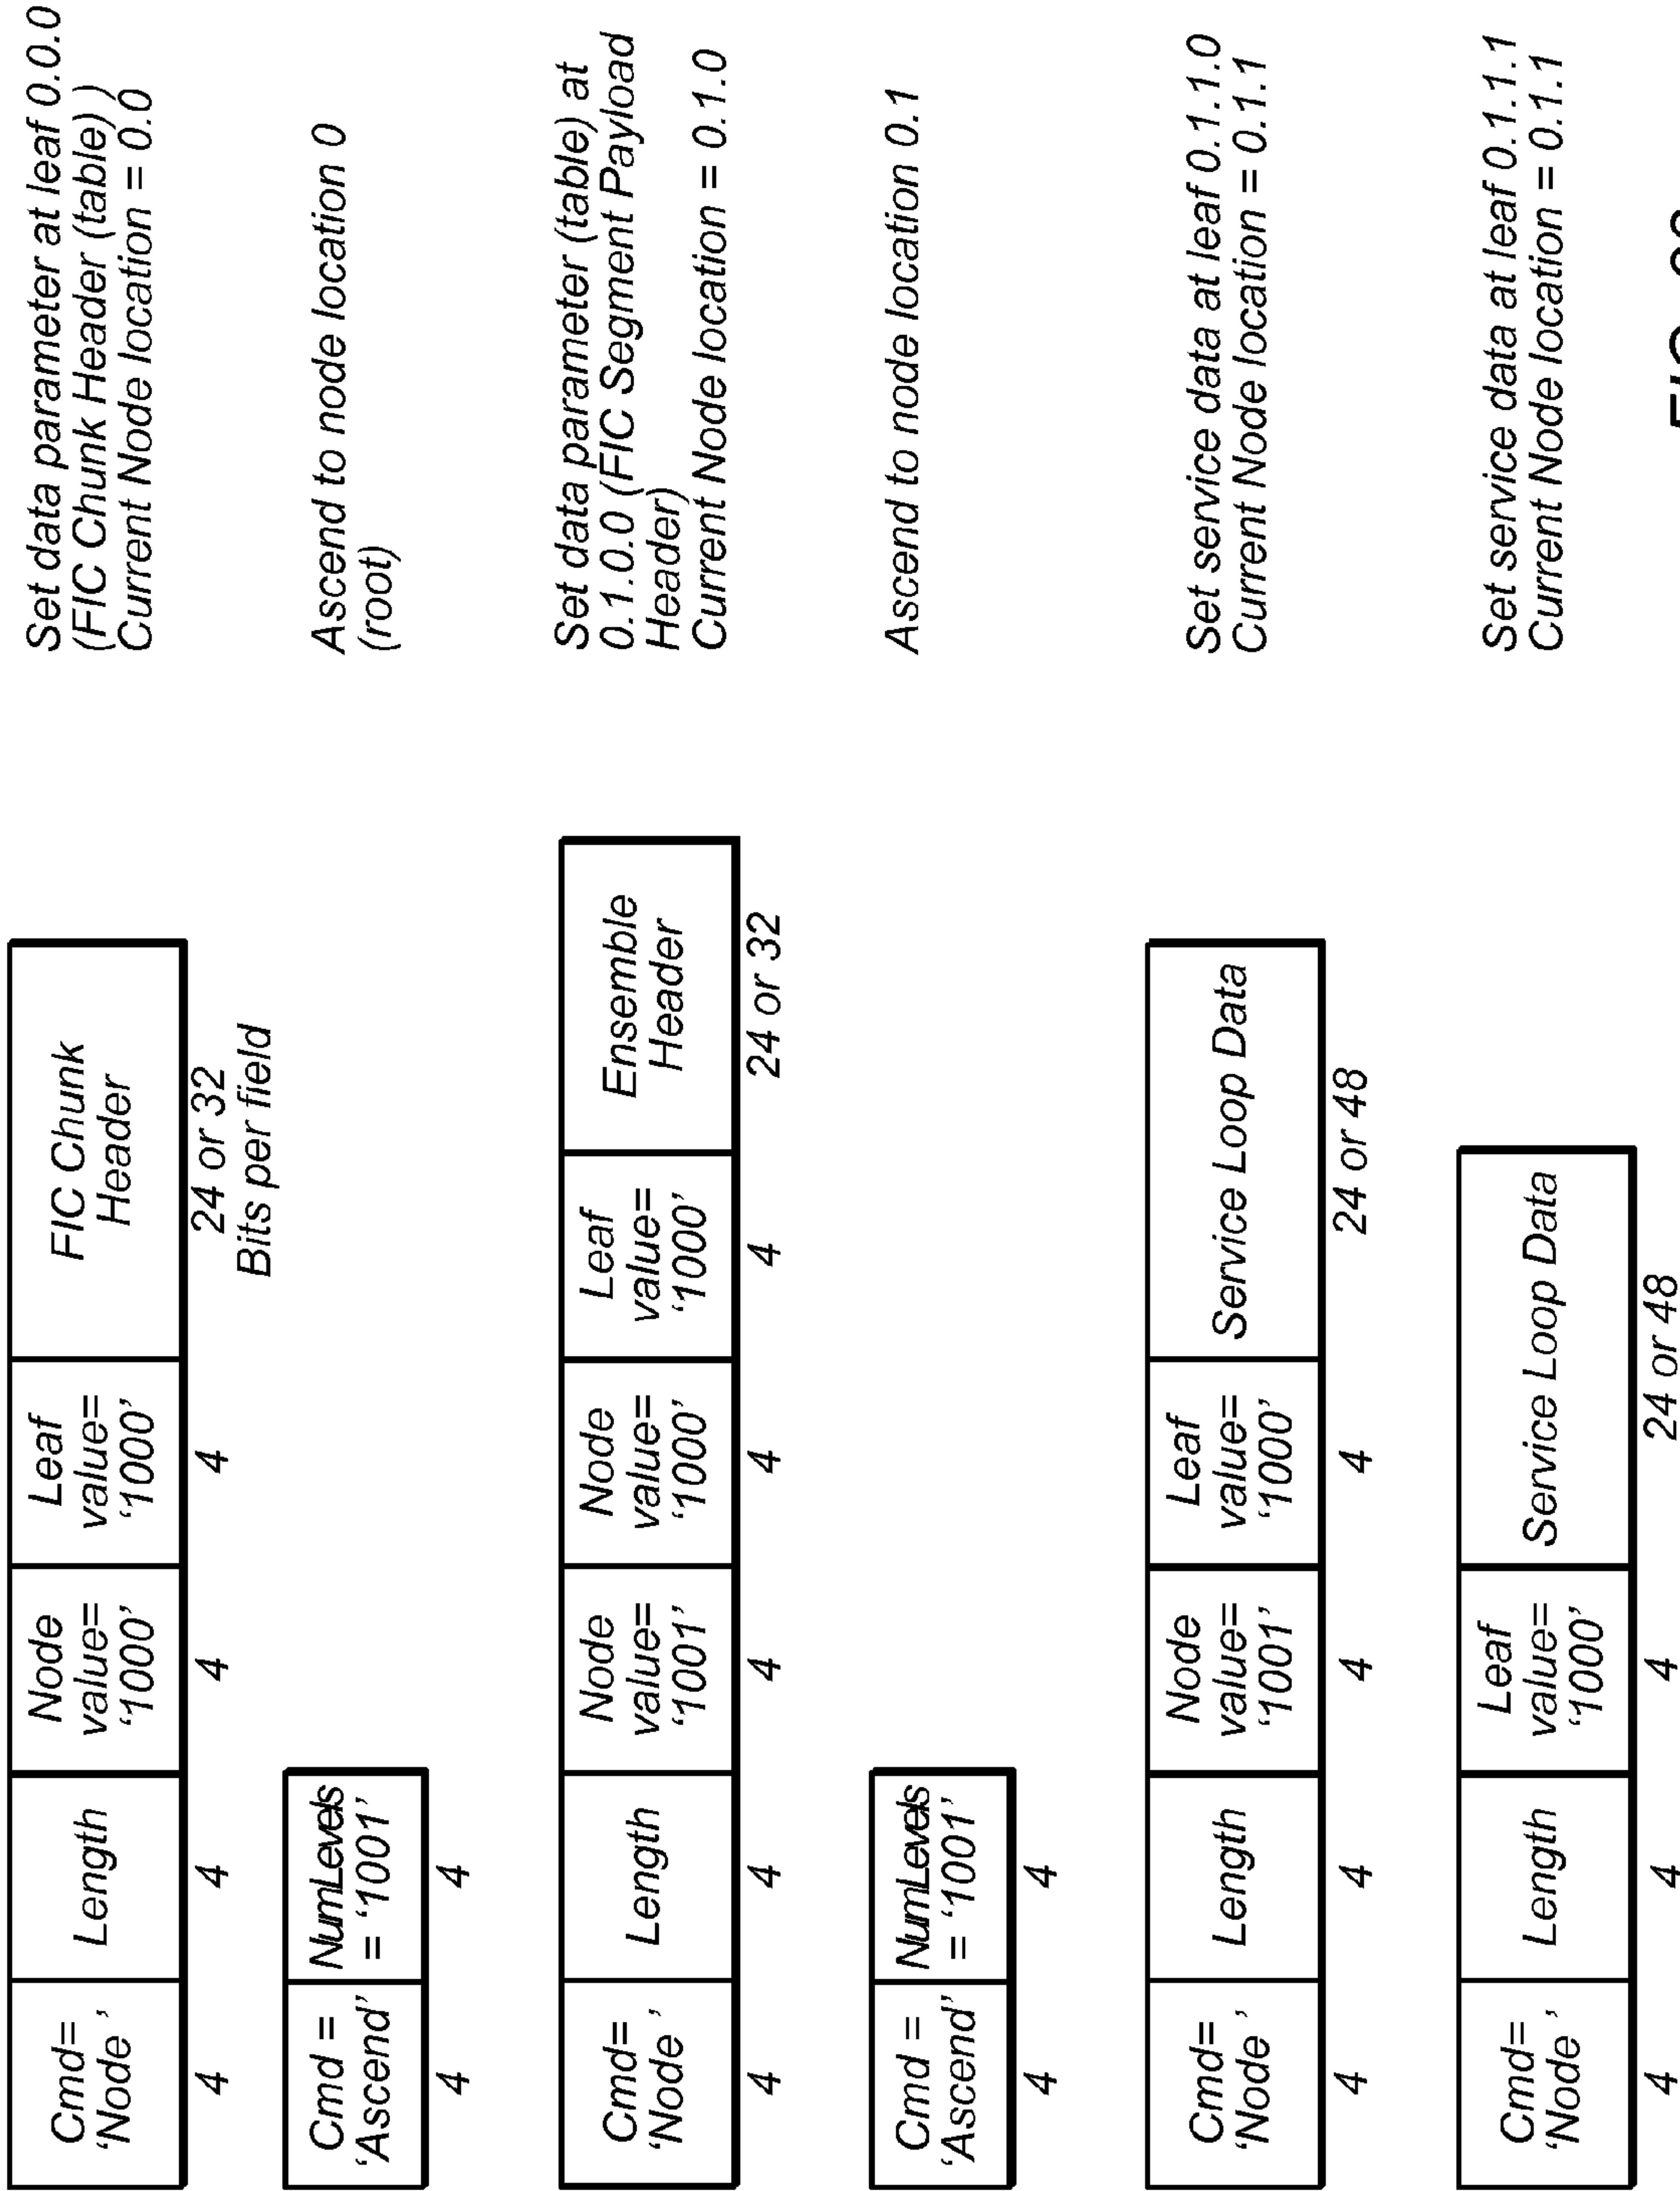 Cmd=
‘Node ’
Length
Node
value=
‘1000’
Leaf
value=
‘1000’
FIC Chunk
Header
4
4
4
4
24 or 32
Bits per field
Set data parameter at leaf 0.0.0
(FIC Chunk Header (table) )
Current Node location = 0.0
Cmd =
‘Ascend’
NumLevels
= ‘1001’
4
4
Ascend to node location 0
(root)
Cmd=
‘Node ’
Length
Node
value=
‘1001’
Node
value=
‘1000’
Leaf
value=
‘1000’
Ensemble
Header
4
4
4
4
4
24 or 32
Set data parameter (table) at
0.1.0.0 (FIC Segment Payload
Header)
Current Node location = 0.1.0
Cmd =
‘Ascend’
NumLevels
= ‘1001’
4
4
Ascend to node location 0.1
Cmd=
‘Node ’
Length
Node
value=
‘1001’
Leaf
value=
‘1000’
Service Loop Data
4
4
4
4
24 or 48
Set service data at leaf 0.1.1.0
Current Node location = 0.1.1
Cmd=
‘Node ’
Length
Leaf
value=
‘1000’
Service Loop Data
4
4
4
24 or 48
Set service data at leaf 0.1.1.1
Current Node location = 0.1.1